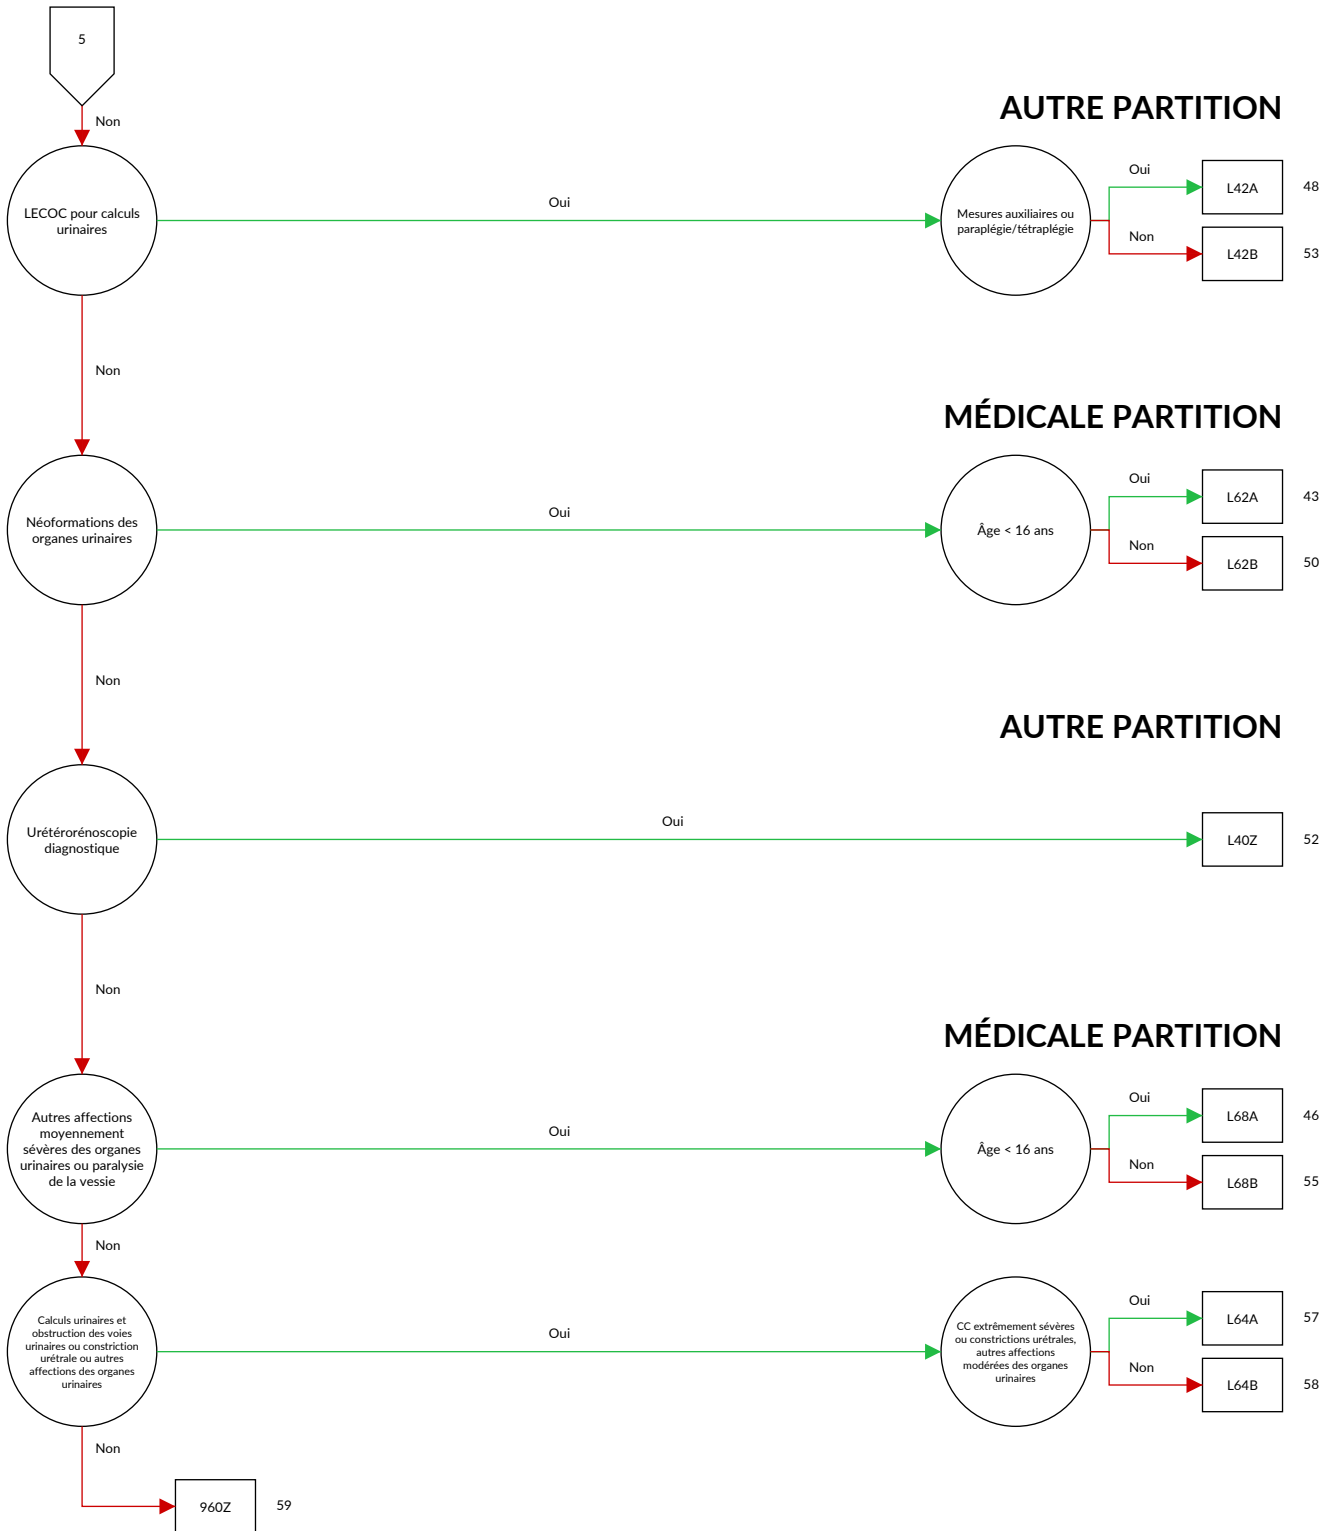 5
Non
AUTRE PARTITION
LECOC pour calculs
urinaires
Oui
Mesures auxiliaires ou
paraplégie/tétraplégie
Oui
L42A
48
Non
L42B
53
Non
MÉDICALE PARTITION
Néoformations des
organes urinaires
Oui
Âge < 16 ans
Oui
L62A
43
Non
L62B
50
Non
AUTRE PARTITION
Urétérorénoscopie
diagnostique
Oui
L40Z
52
Non
MÉDICALE PARTITION
Autres affections
moyennement
sévères des organes
urinaires ou paralysie
de la vessie
Oui
Âge < 16 ans
Oui
L68A
46
Non
L68B
55
Non
Calculs urinaires et
obstruction des voies
urinaires ou constriction
urétrale ou autres
affections des organes
urinaires
Oui
CC extrêmement sévères
ou constrictions urétrales,
autres affections
modérées des organes
urinaires
Oui
L64A
57
Non
L64B
58
Non
960Z
59